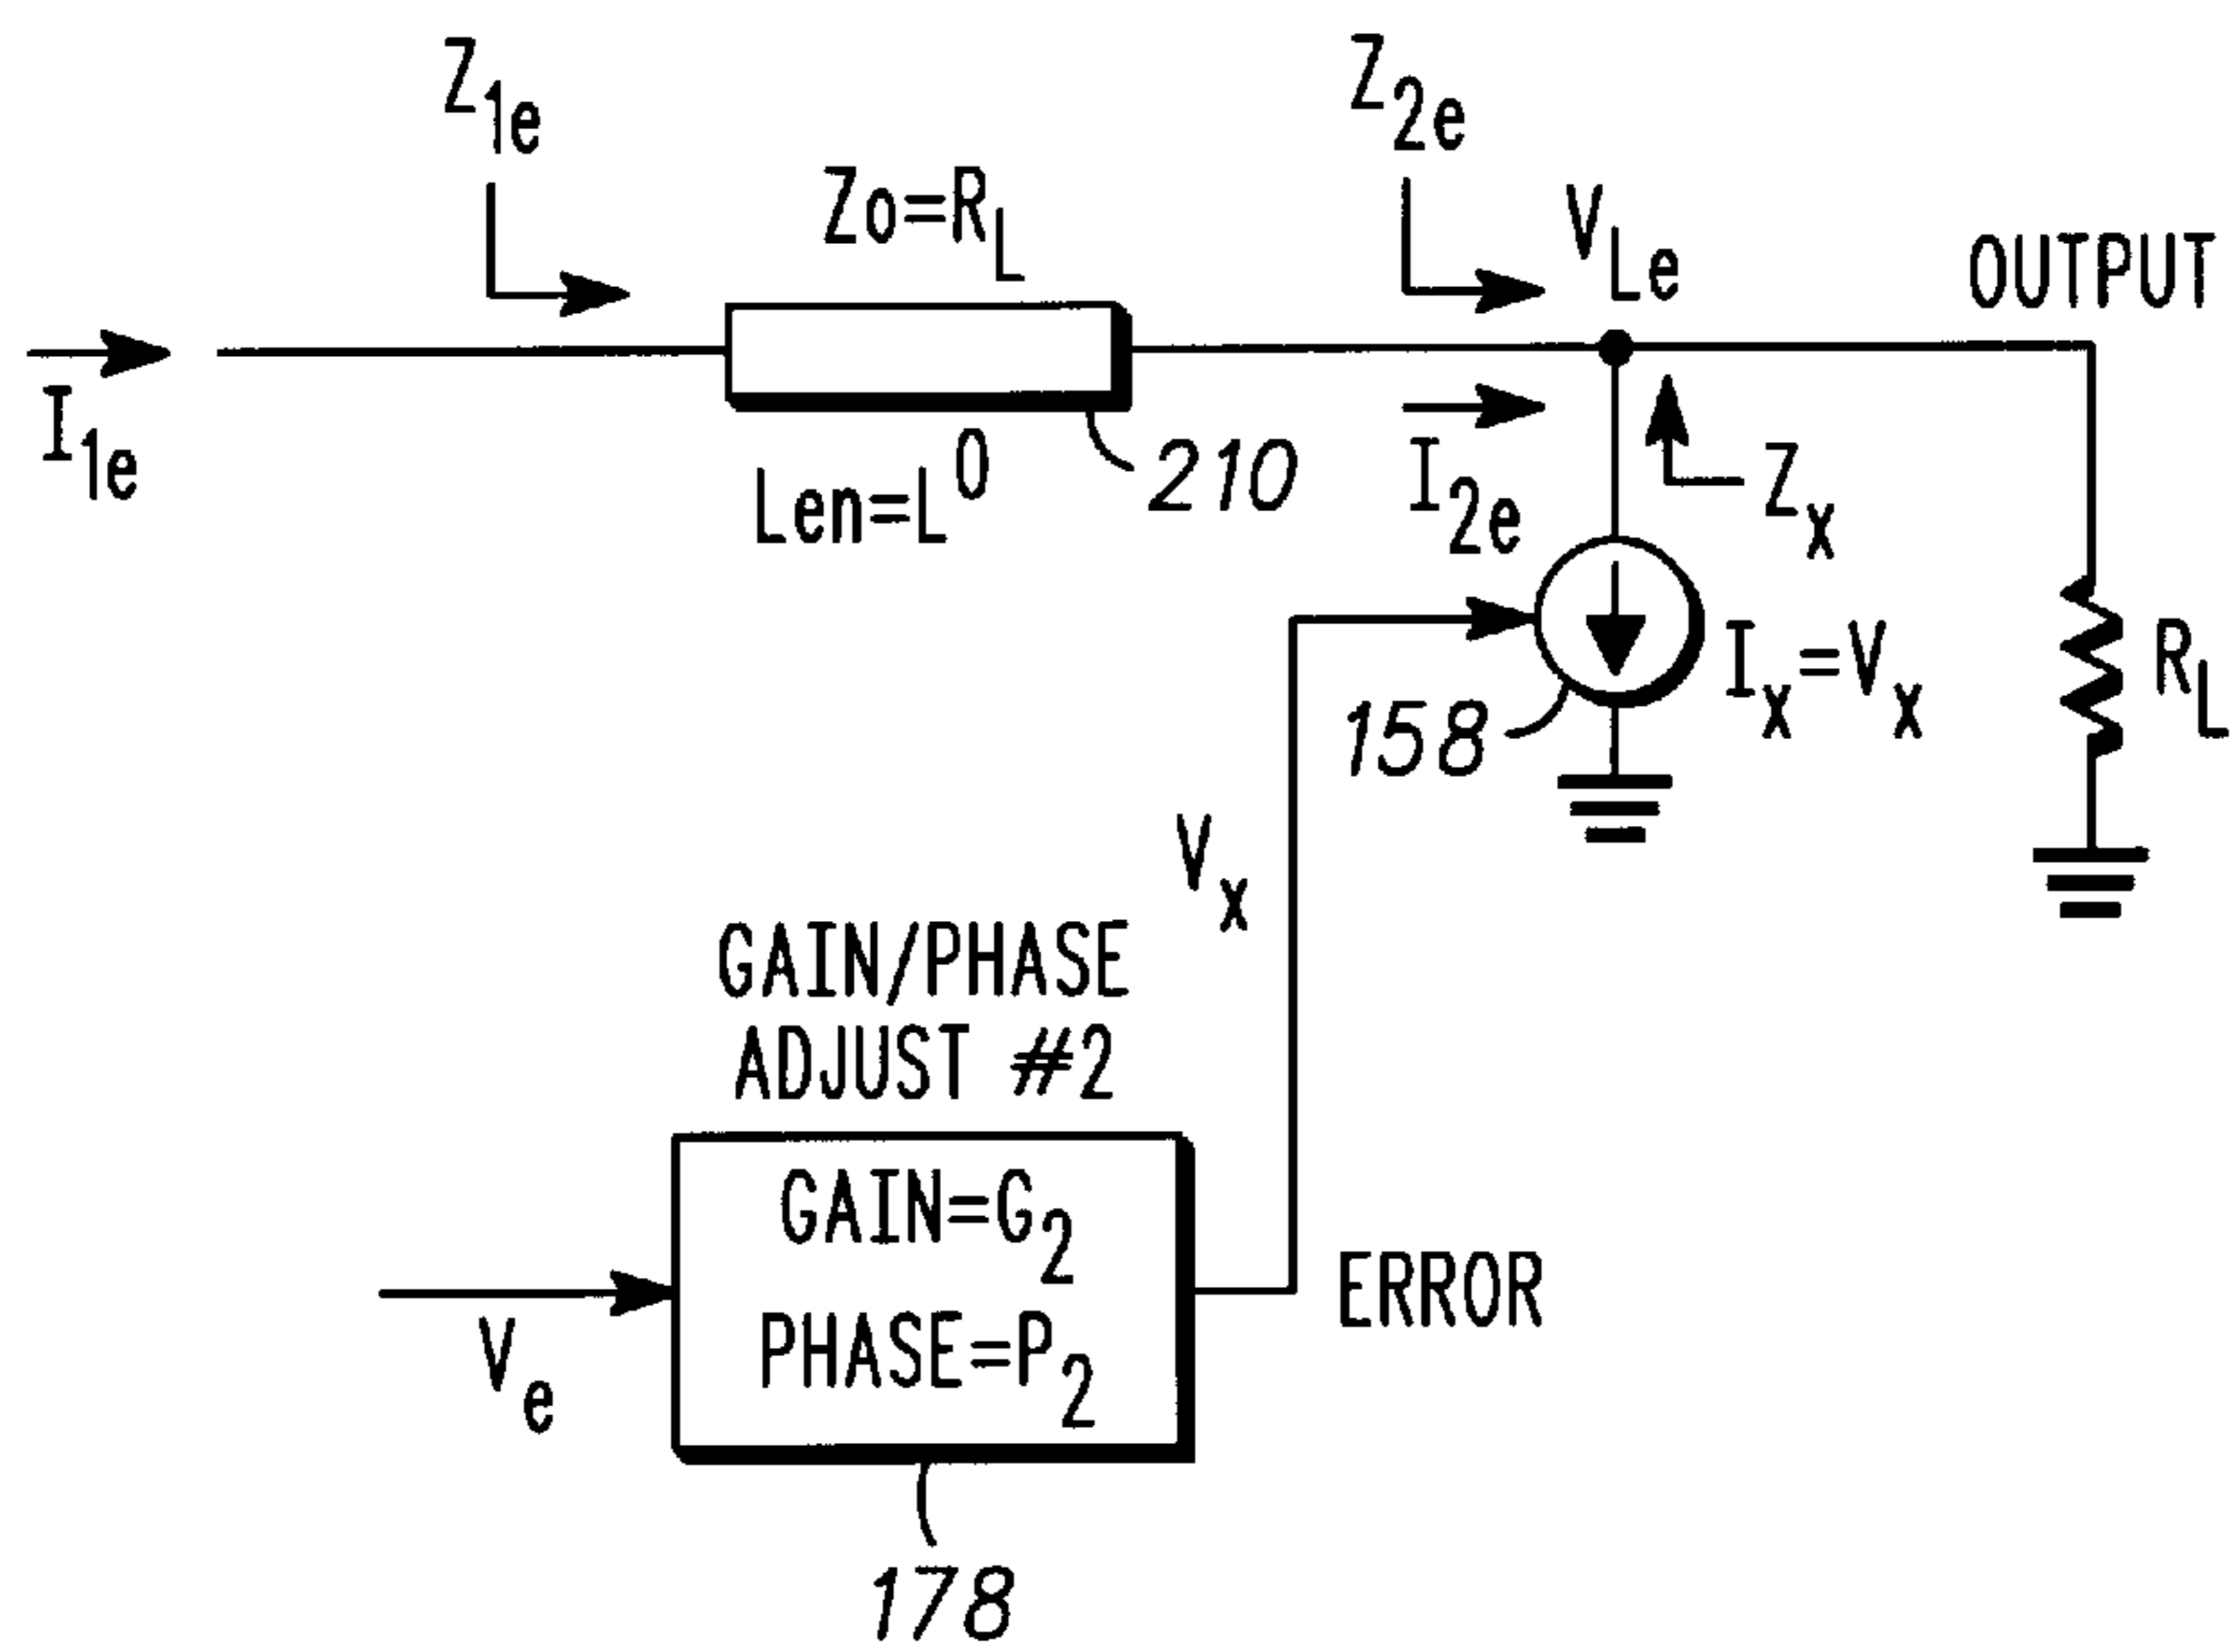 Z1e
Z2e
Zo=RL
VLe
OUTPUT
I1e
Len=L⁰
210
I2e
Zx
158
Ix=Vx
RL
Vx
GAIN/PHASE
ADJUST #2
GAIN=G2
PHASE=P2
Ve
ERROR
178